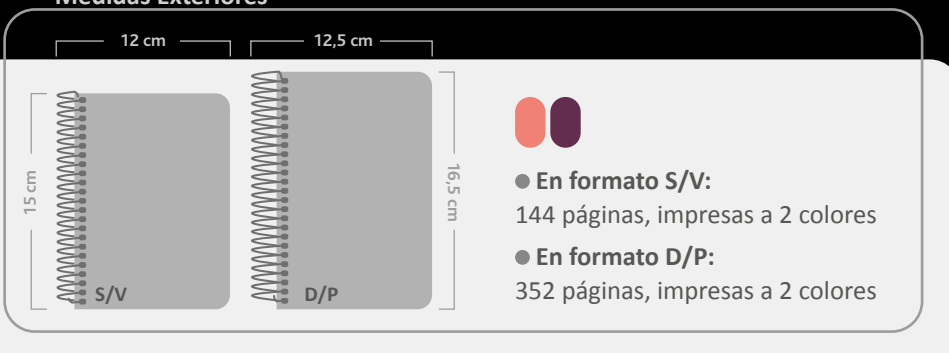 Medidas Exteriores
12 cm
12,5 cm
15 cm
16,5 cm
S/V
D/P
En formato S/V:
144 páginas, impresas a 2 colores
En formato D/P:
352 páginas, impresas a 2 colores